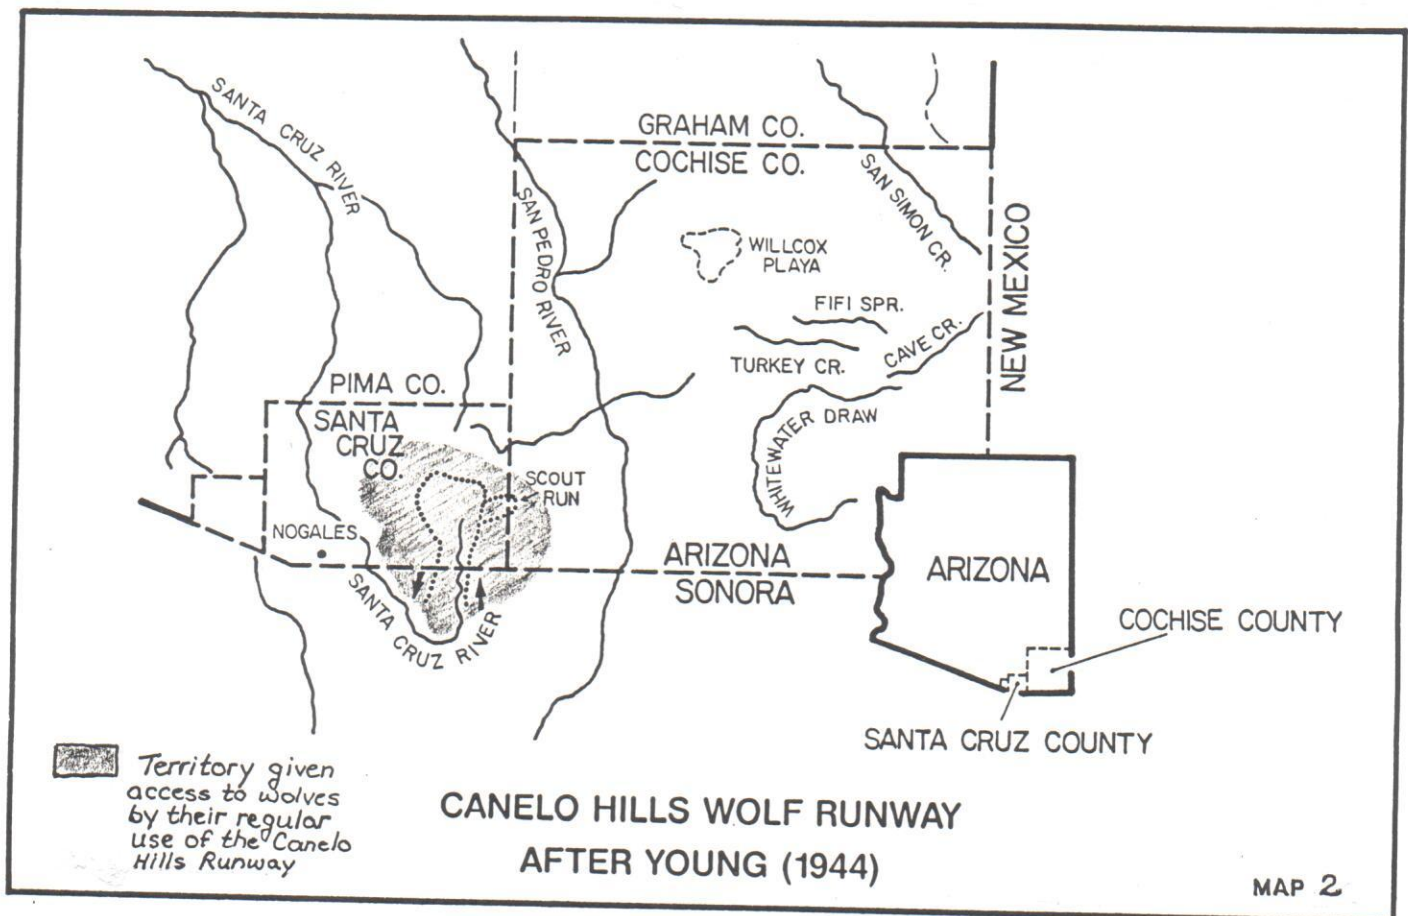 SANTA CRUZ RIVER
GRAHAM CO.
COCHISE CO.
SAN SIMON CR.
SAN PEDRO RIVER
WILLCOX
PLAYA
NEW MEXICO
FIFI SPR.
CAVE CR.
TURKEY CR.
PIMA CO.
SANTA
CRUZ
CO.
WHITEWATER DRAW
SCOUT
RUN
NOGALES
ARIZONA
SONORA
SANTA CRUZ RIVER
ARIZONA
COCHISE COUNTY
SANTA CRUZ COUNTY
Territory given
access to wolves
by their regular
use of the Canelo
Hills Runway
CANELO HILLS WOLF RUNWAY
AFTER YOUNG (1944)
MAP 2